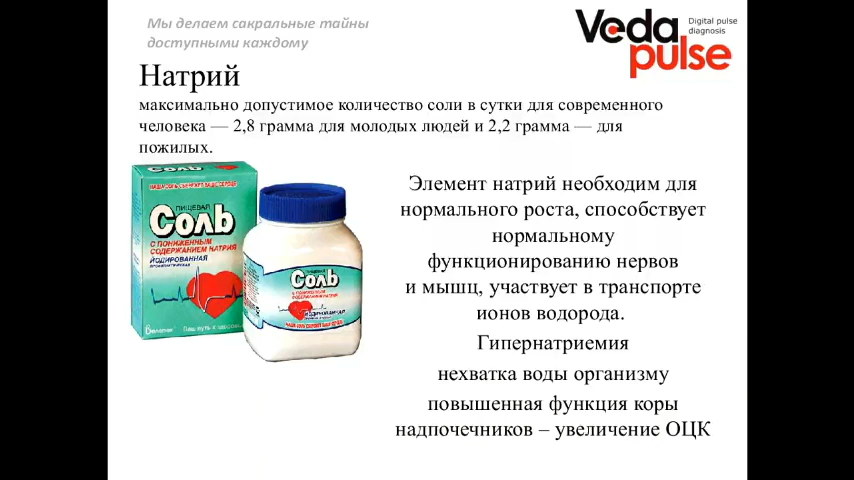 Мы делаем сакральные тайны
доступными каждому
Veda
pulse
Digital pulse
diagnosis
Натрий
максимально допустимое количество соли в сутки для современного
человека — 2,8 грамма для молодых людей и 2,2 грамма — для
пожилых.
ПИЩЕВАЯ
Соль
С ПОНИЖЕННЫМ
СОДЕРЖАНИЕМ НАТРИЯ
ЙОДИРОВАННАЯ
Соль
Элемент натрий необходим для
нормального роста, способствует
нормальному
функционированию нервов
и мышц, участвует в транспорте
ионов водорода.
Гипернатриемия
нехватка воды организму
повышенная функция коры
надпочечников – увеличение ОЦК